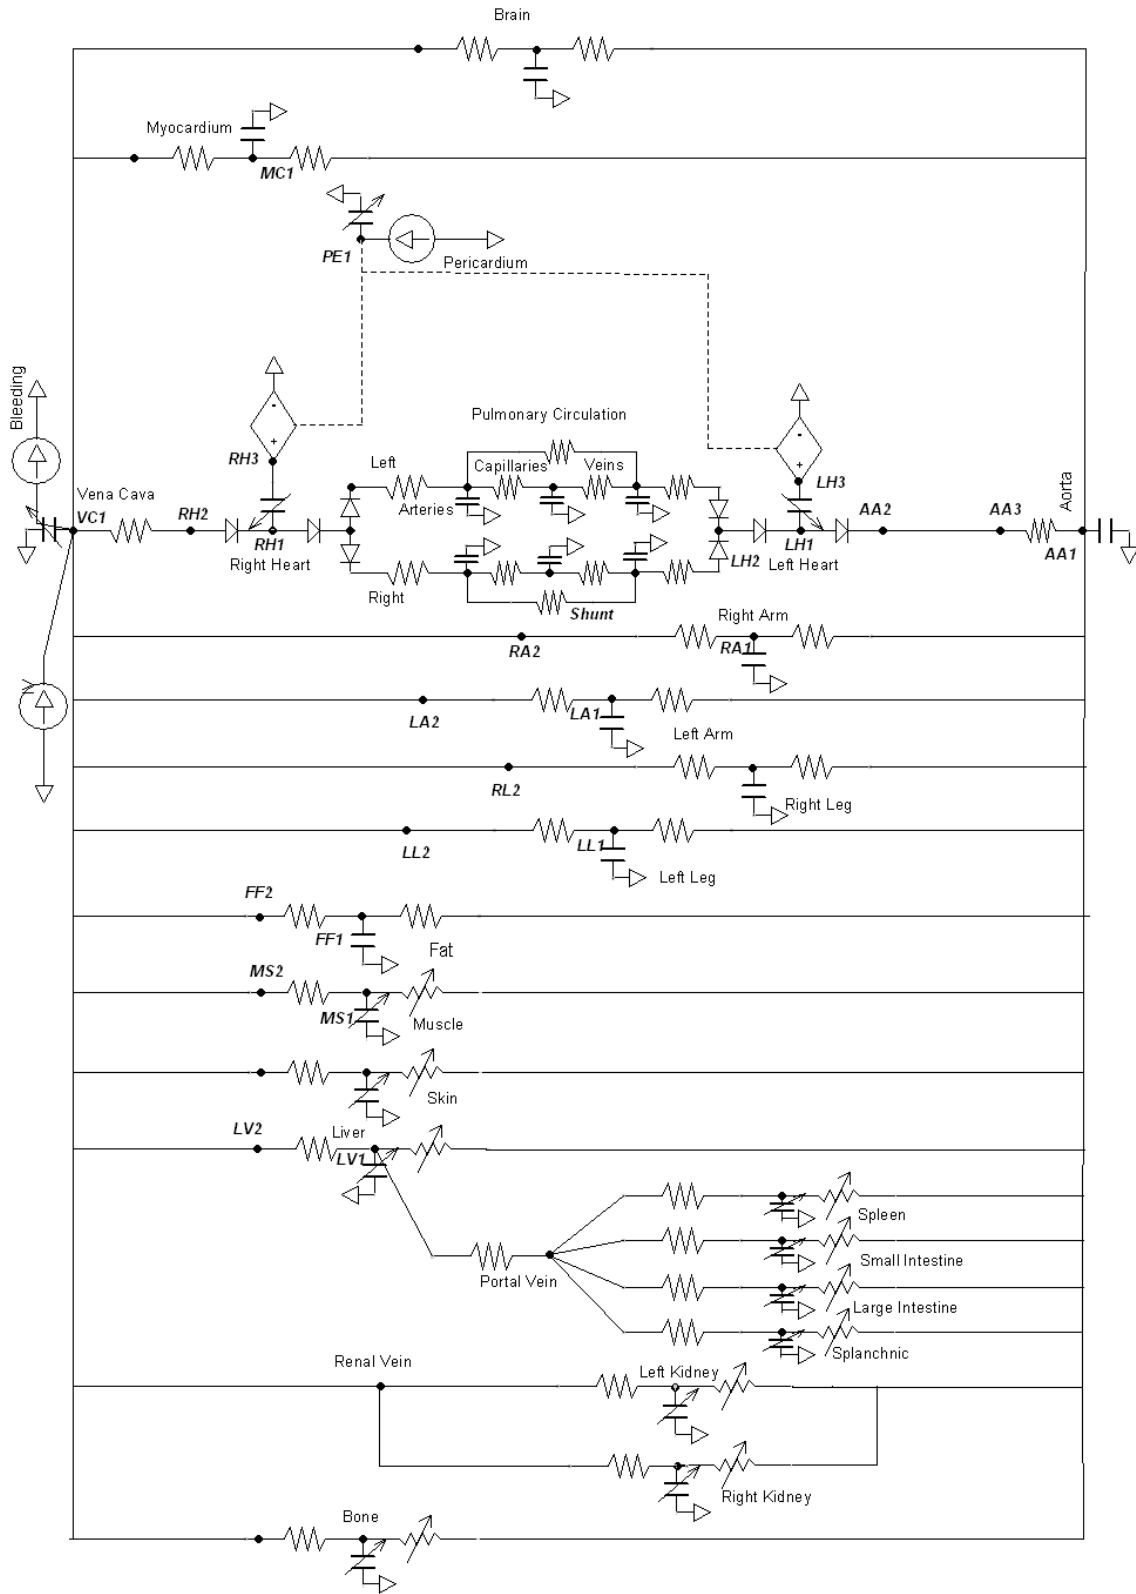 Brain
Myocardium
MC1
PE1
Pericardium
Bleeding
Pulmonary Circulation
Aorta
RH3
Left
Capillaries
Veins
LH3
Vena Cava
Arteries
VC1
RH2
AA2
AA3
RH1
LH1
AA1
Right Heart
LH2
Left Heart
Right
Shunt
Right Arm
RA2
RA1
LA2
LA1
Left Arm
RL2
Right Leg
LL2
LL1
Left Leg
FF2
FF1
Fat
MS2
MS1
Muscle
Skin
LV2
Liver
LV1
Spleen
Small Intestine
Portal Vein
Large Intestine
Splanchnic
Renal Vein
Left Kidney
Right Kidney
Bone